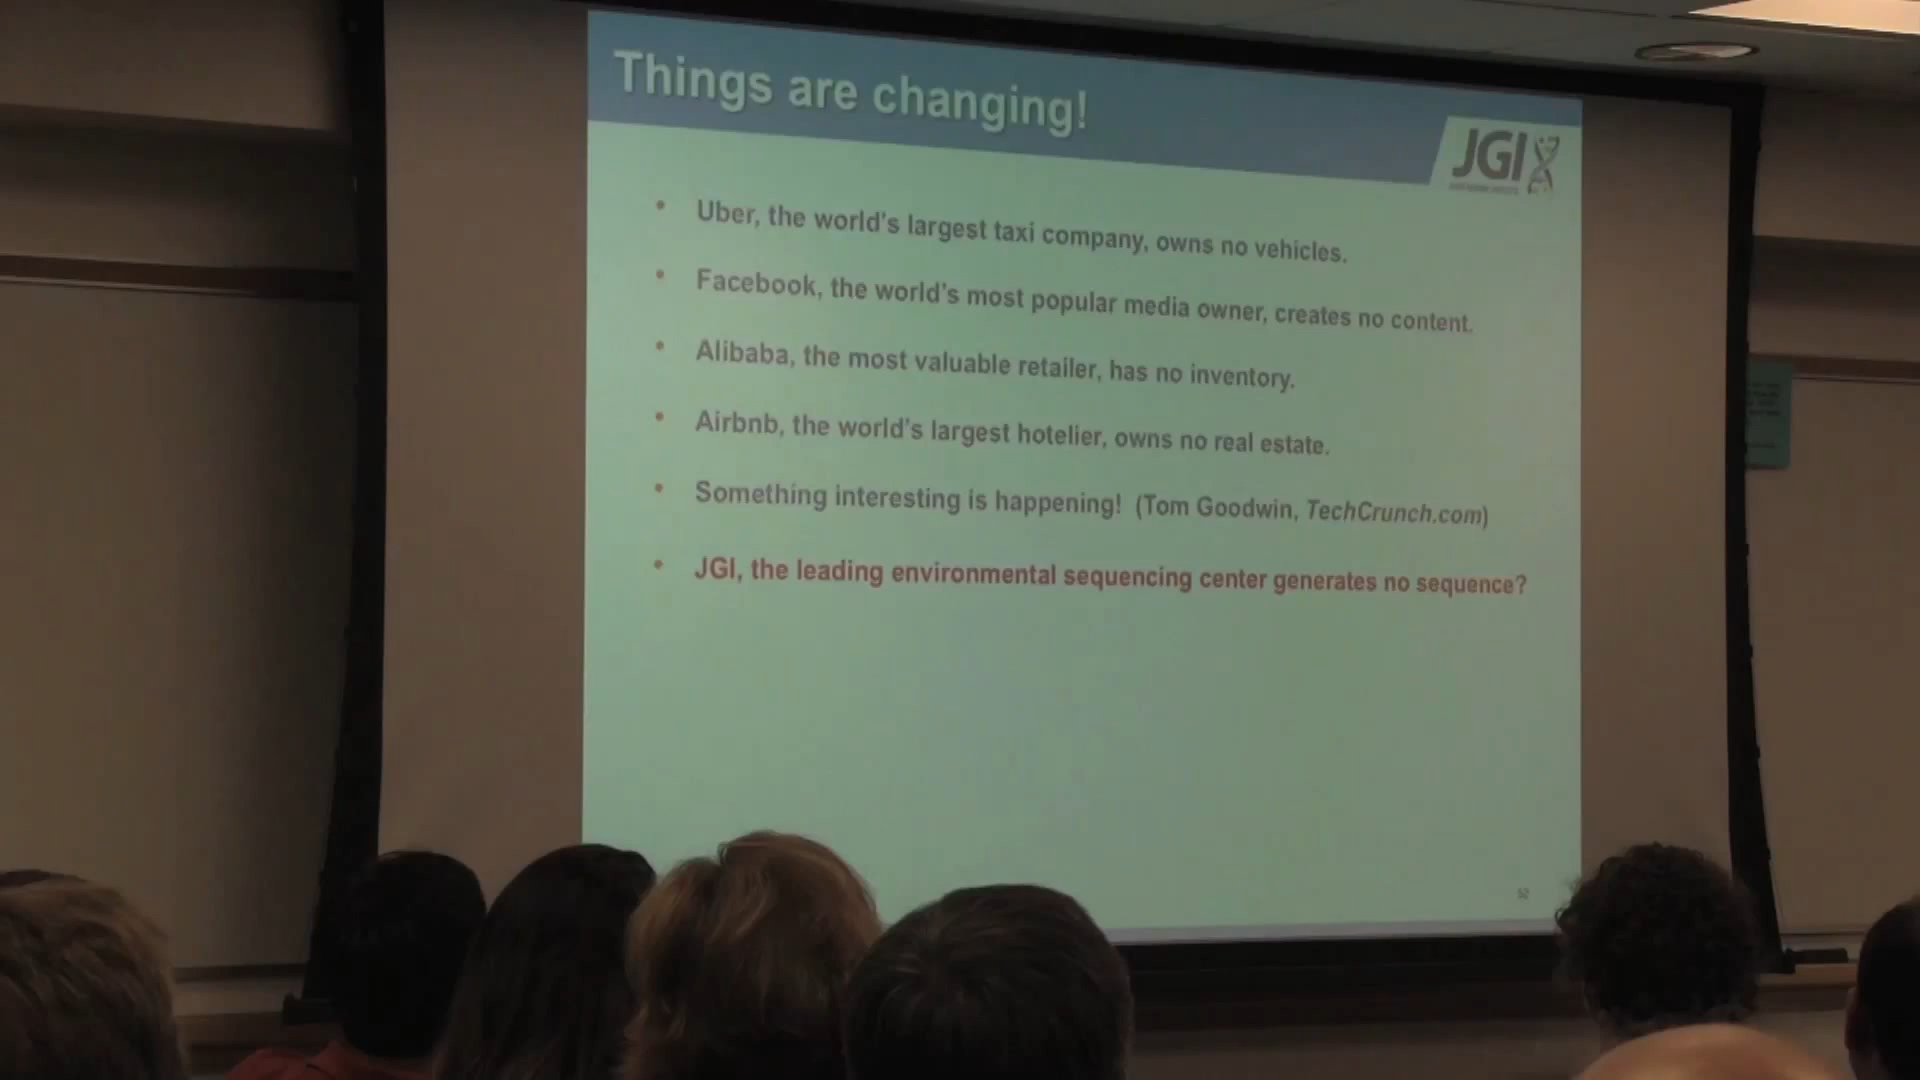 Things are changing!
JGI
• Uber, the world's largest taxi company, owns no vehicles.
• Facebook, the world's most popular media owner, creates no content.
• Alibaba, the most valuable retailer, has no inventory.
• Airbnb, the world's largest hotelier, owns no real estate.
• Something interesting is happening! (Tom Goodwin, TechCrunch.com)
• JGI, the leading environmental sequencing center generates no sequence?
52